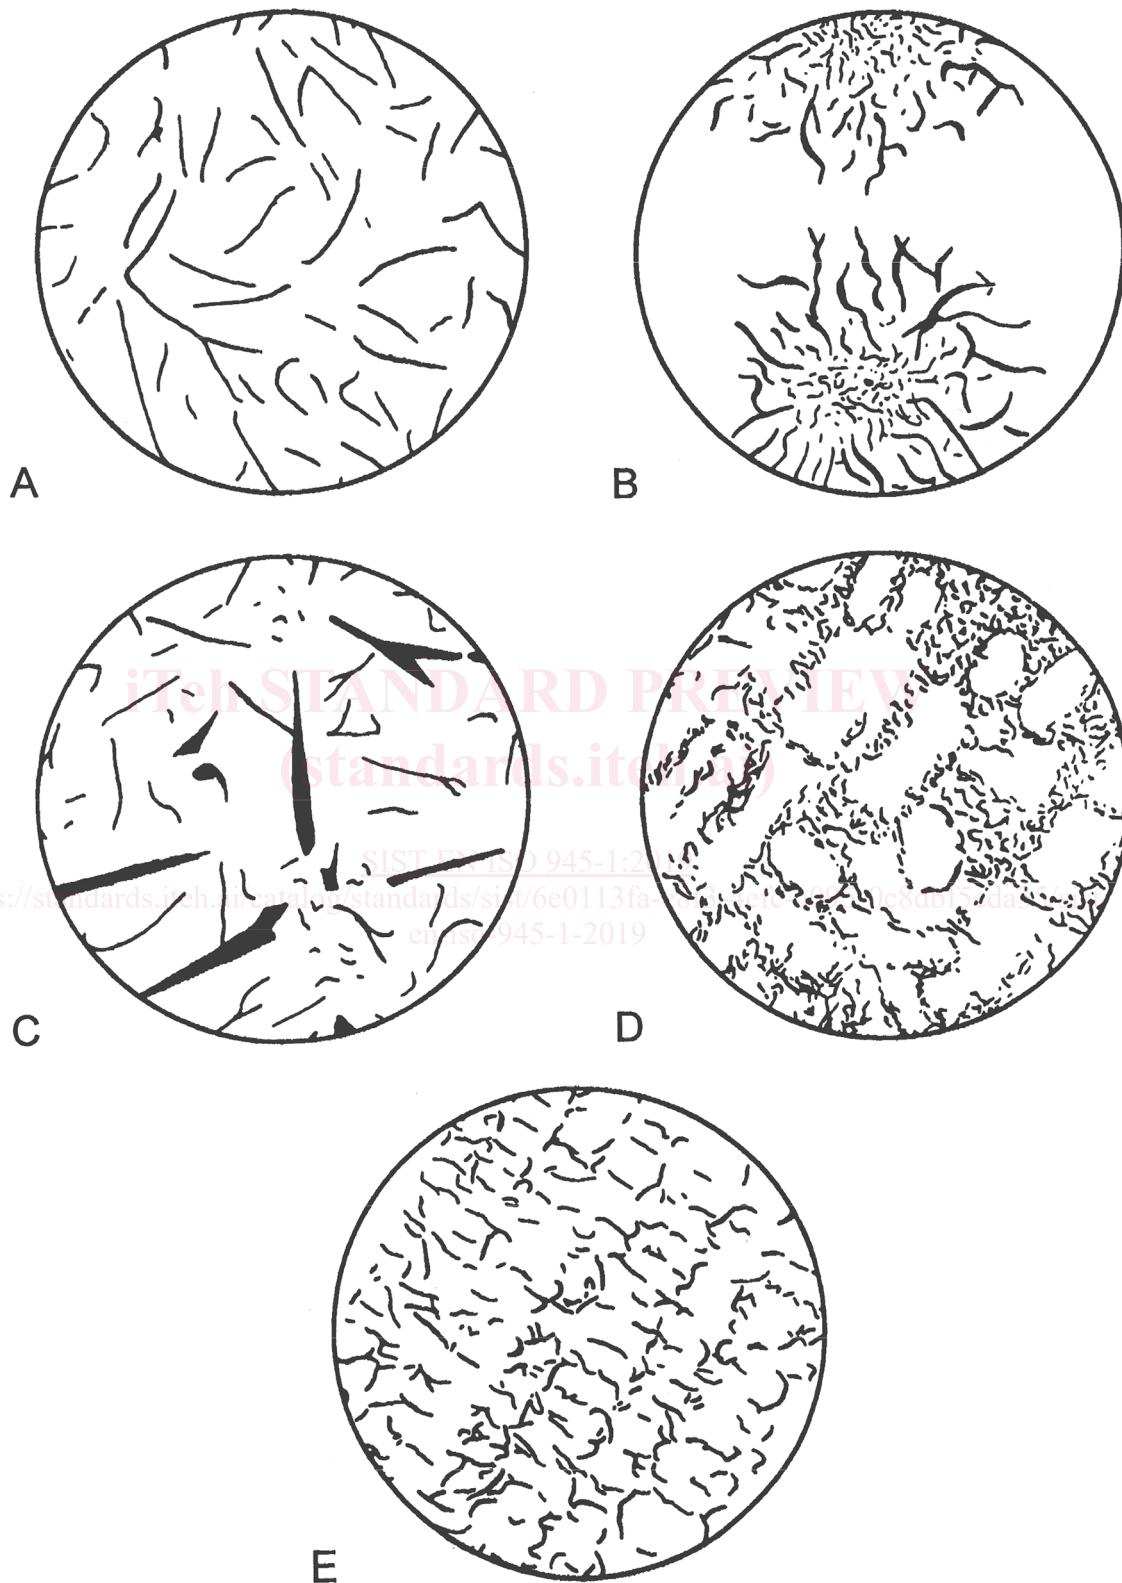 A
B
iTeh STANDARD PREVIEW
(standards.iteh.ai)
SIST EN ISO 945-1:2019
en-iso-945-1-2019
C
D
E